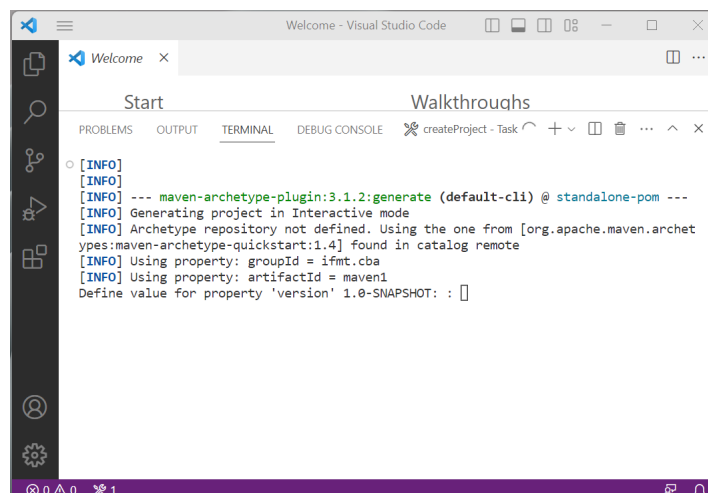 Welcome - Visual Studio Code
Welcome
Start
Walkthroughs
PROBLEMS OUTPUT TERMINAL DEBUG CONSOLE createProject - Task
[INFO]
[INFO]
[INFO] --- maven-archetype-plugin:3.1.2:generate (default-cli) @ standalone-pom ---
[INFO] Generating project in Interactive mode
[INFO] Archetype repository not defined. Using the one from [org.apache.maven.archet
ypes:maven-archetype-quickstart:1.4] found in catalog remote
[INFO] Using property: groupId = ifmt.cba
[INFO] Using property: artifactId = maven1
Define value for property 'version' 1.0-SNAPSHOT: :
0 0 1